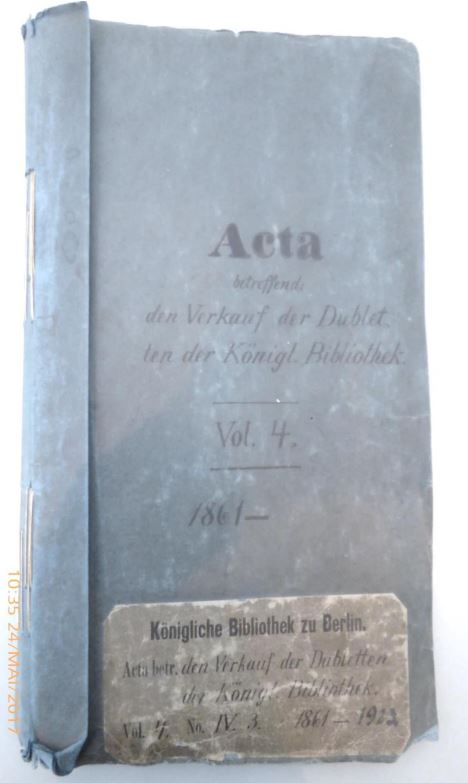 Acta
betreffend
den Verkauf der Dublet
ten der Königl. Bibliothek.
Vol. 4.
1861—
Königliche Bibliothek zu Berlin.
Acta betr. den Verkauf der Dubletten
der Königl. Bibliothek.
Vol. 4. No. IV. 3. 1861 — 1922
10:35 24/MAI/2017